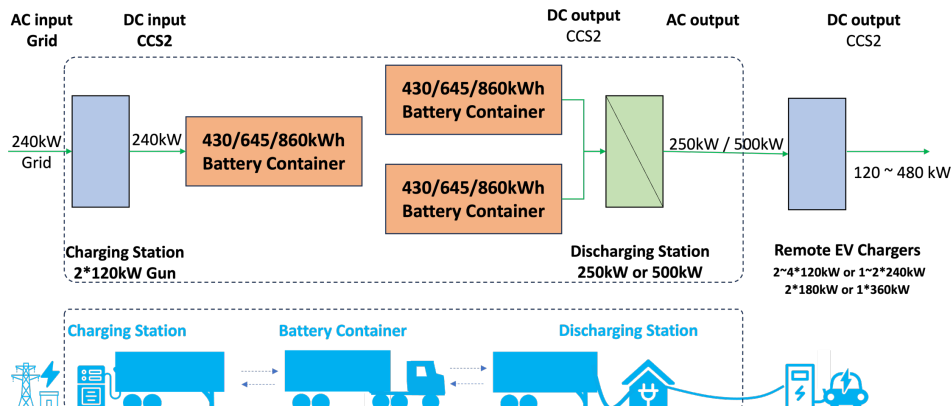 AC input
Grid
DC input
CCS2
DC output
CCS2
AC output
DC output
CCS2
240kW
Grid
240kW
430/645/860kWh
Battery Container
430/645/860kWh
Battery Container
430/645/860kWh
Battery Container
250kW / 500kW
120 ~ 480 kW
Charging Station
2*120kW Gun
Discharging Station
250kW or 500kW
Remote EV Chargers
2~4*120kW or 1~2*240kW
2*180kW or 1*360kW
Charging Station
Battery Container
Discharging Station